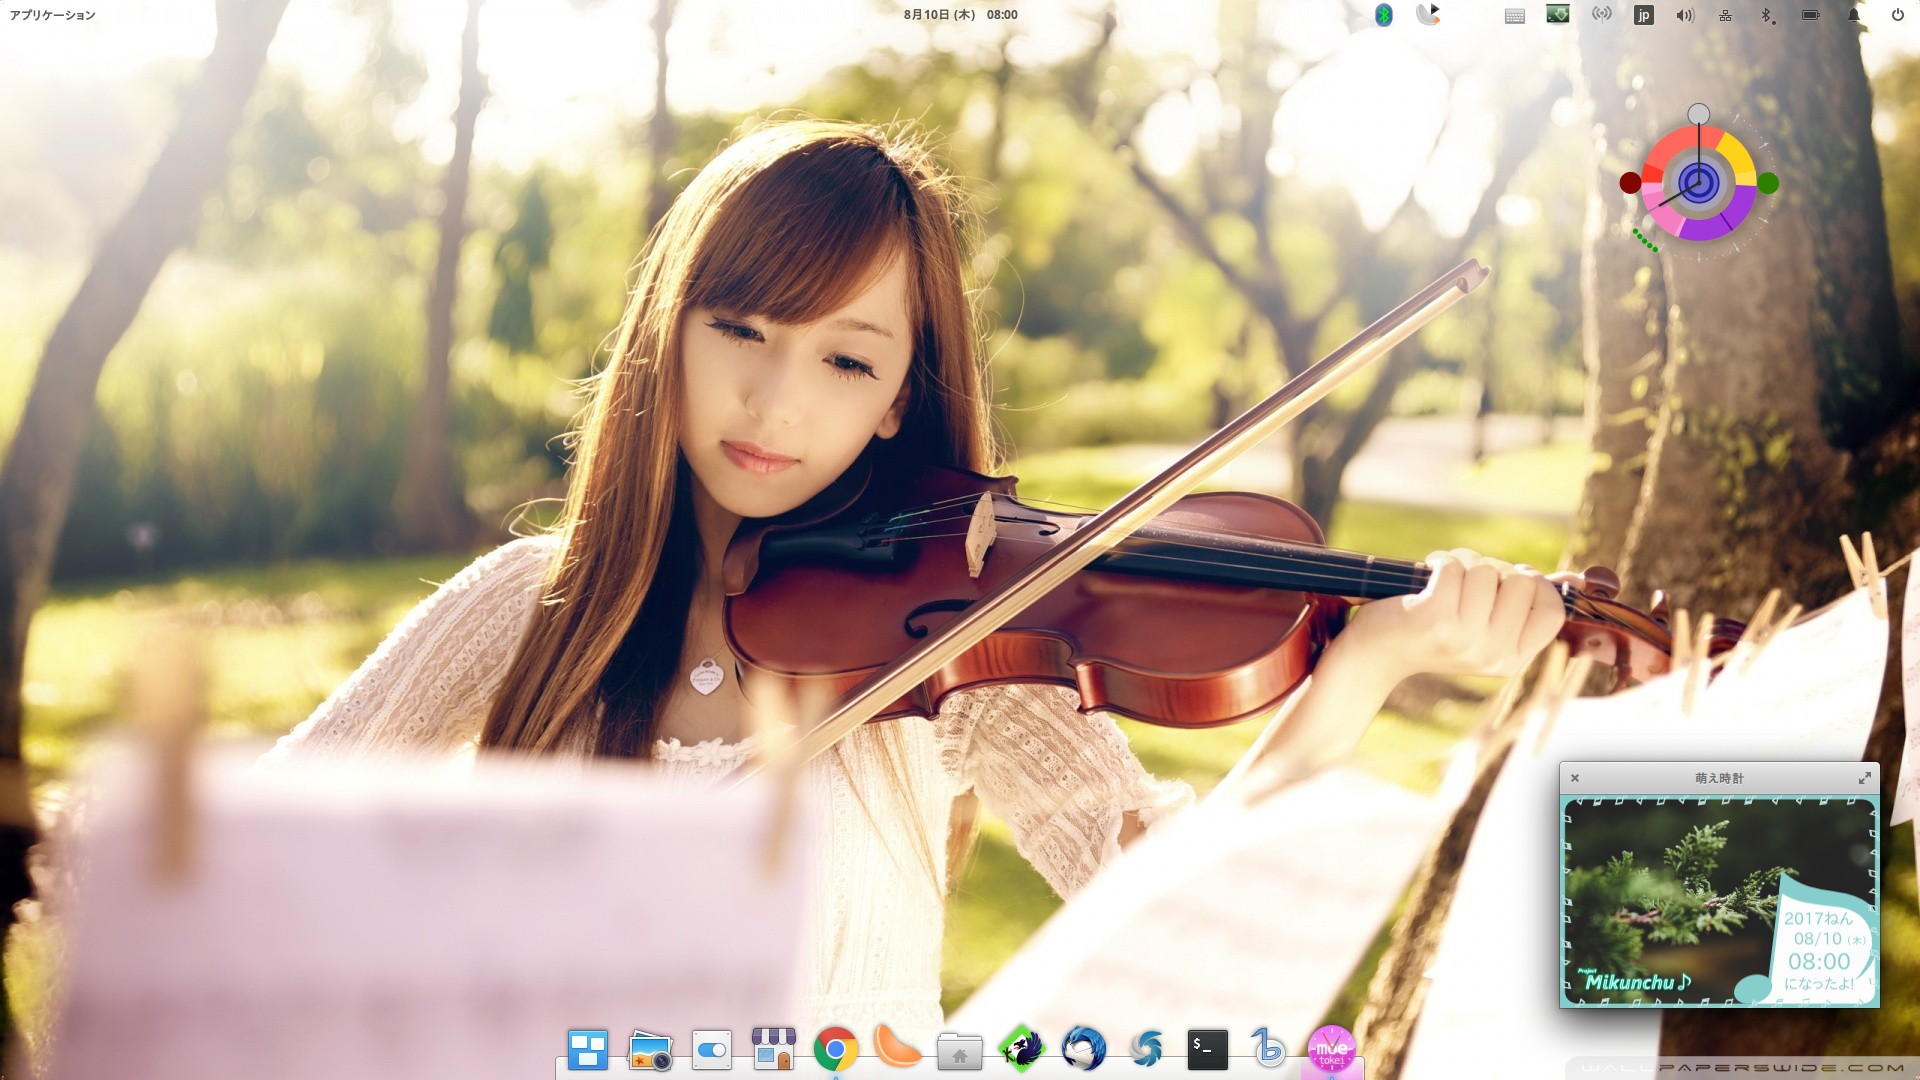 アプリケーション
8月10日 (木) 08:00
jp
萌え時計
2017ねん
08/10 (木)
08:00
になったよ!
Project
Mikunchu♪
$_
moe
tokei
WALLPAPERSWIDE.COM